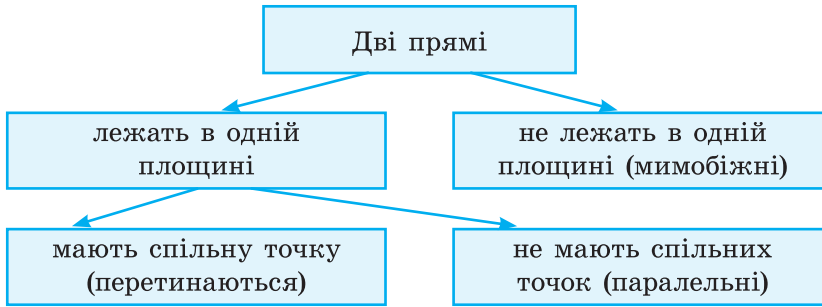 Дві прямі
лежать в одній
площині
не лежать в одній
площині (мимобіжні)
мають спільну точку
(перетинаються)
не мають спільних
точок (паралельні)